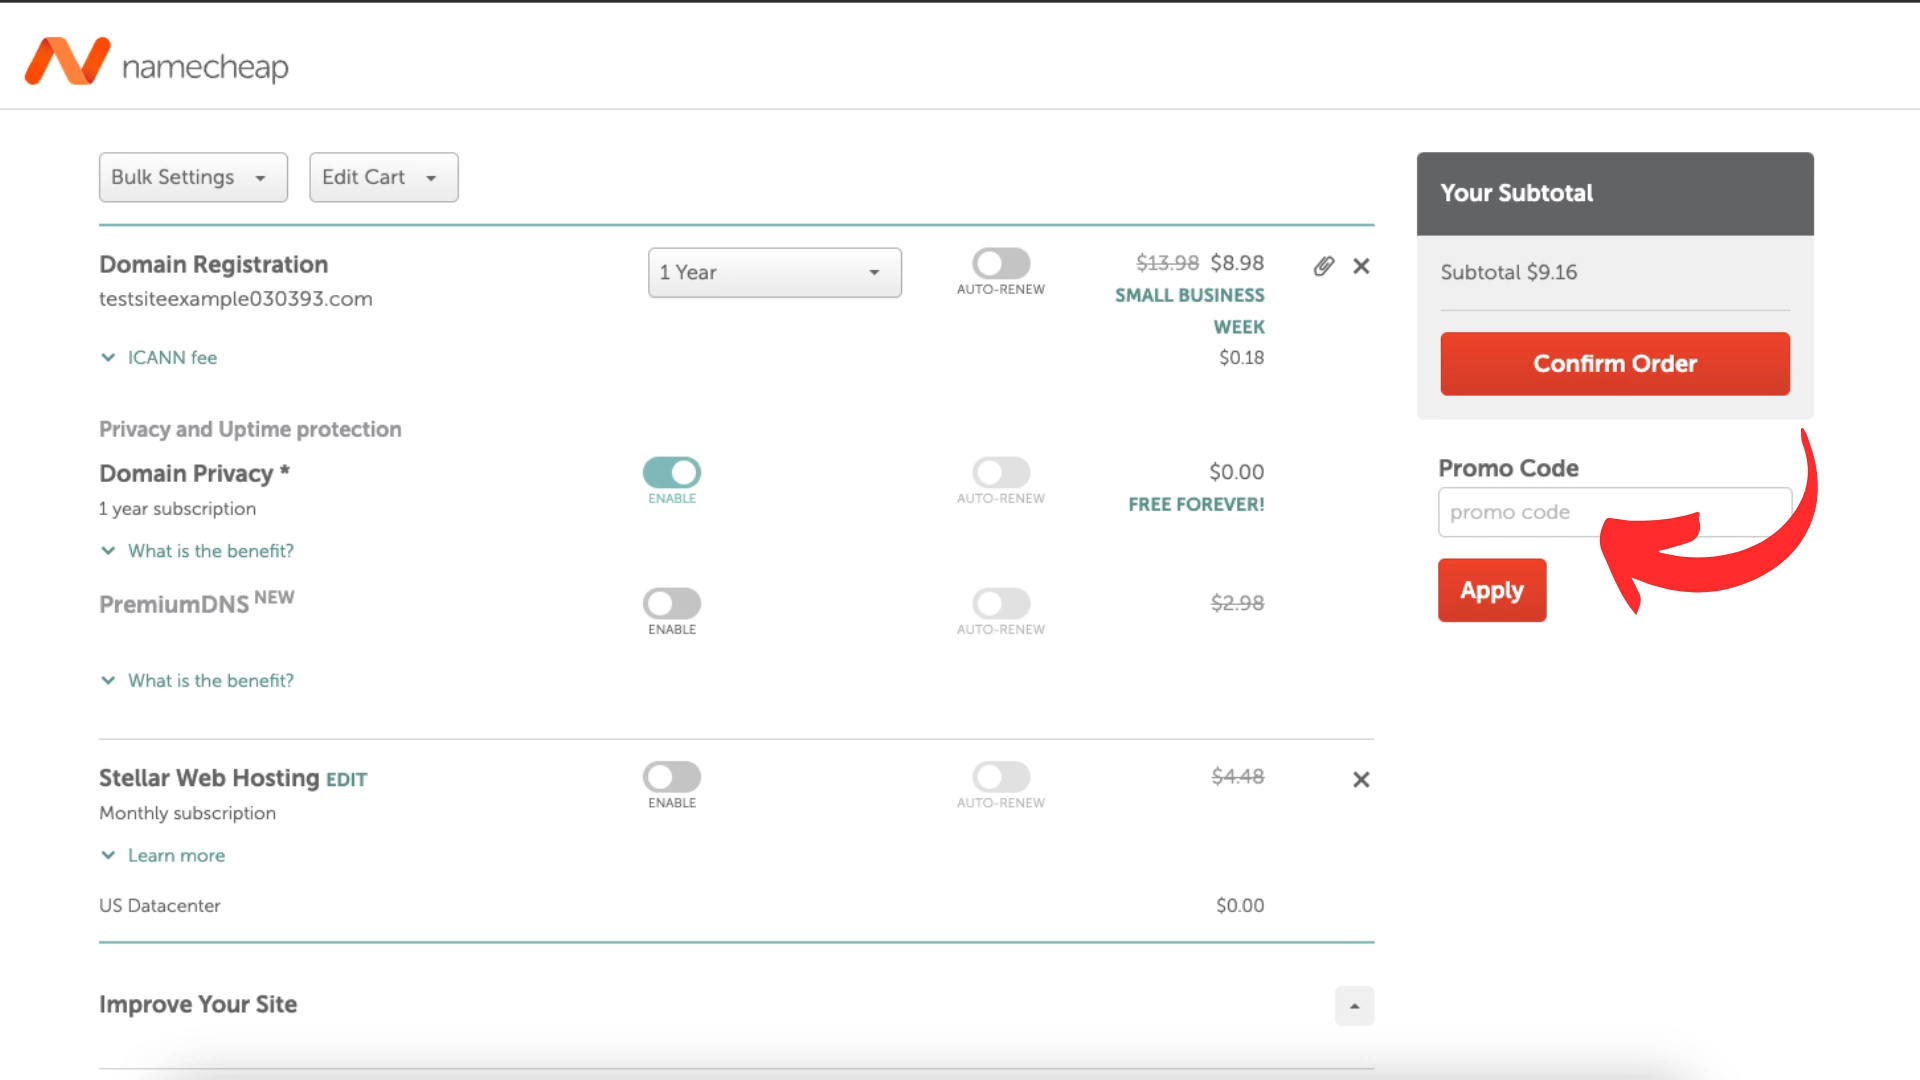 namecheap
Bulk Settings
Edit Cart
Domain Registration
testsiteexample030393.com
1 Year
AUTO-RENEW
$13.98 $8.98
SMALL BUSINESS
WEEK
ICANN fee
$0.18
Privacy and Uptime protection
Domain Privacy *
1 year subscription
ENABLE
AUTO-RENEW
$0.00
FREE FOREVER!
What is the benefit?
PremiumDNS NEW
ENABLE
AUTO-RENEW
$2.98
What is the benefit?
Stellar Web Hosting EDIT
Monthly subscription
ENABLE
AUTO-RENEW
$4.48
Learn more
US Datacenter
$0.00
Improve Your Site
Your Subtotal
Subtotal $9.16
Confirm Order
Promo Code
promo code
Apply